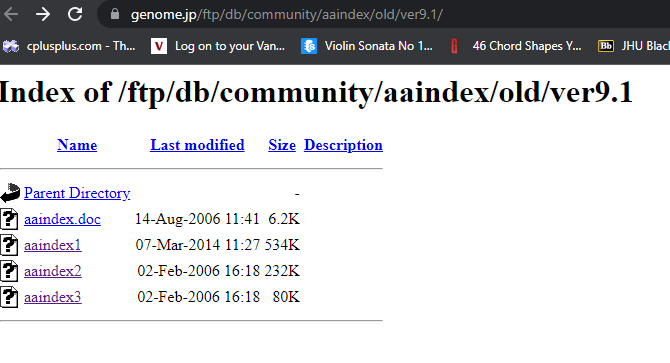 genome.jp/ftp/db/community/aaindex/old/ver9.1/
cplusplus.com - Th... V Log on to your Van... Violin Sonata No 1... 46 Chord Shapes Y... Bb JHU Blac
Index of /ftp/db/community/aaindex/old/ver9.1
Name Last modified Size Description
Parent Directory -
? aaindex.doc 14-Aug-2006 11:41 6.2K
? aaindex1 07-Mar-2014 11:27 534K
? aaindex2 02-Feb-2006 16:18 232K
? aaindex3 02-Feb-2006 16:18 80K